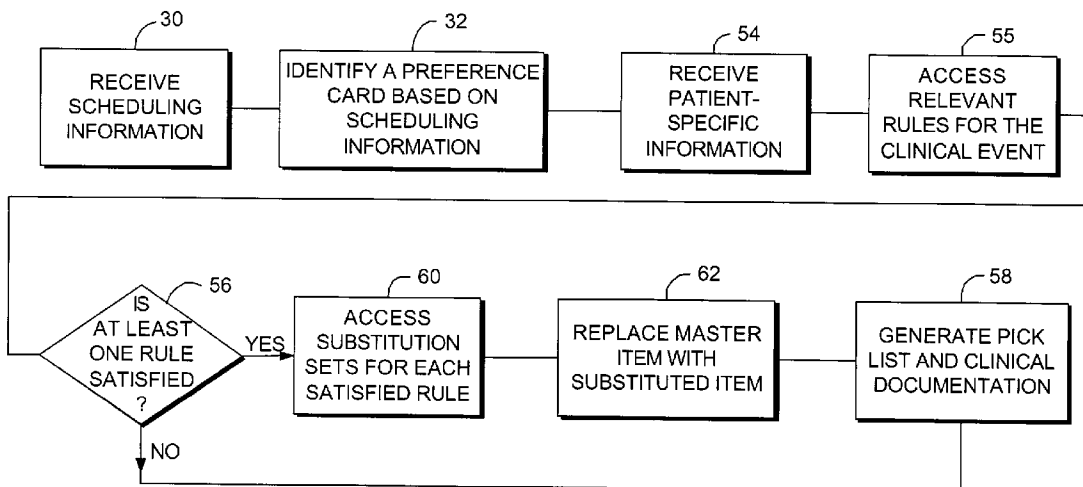 30
RECEIVE
SCHEDULING
INFORMATION
32
IDENTIFY A PREFERENCE
CARD BASED ON
SCHEDULING
INFORMATION
54
RECEIVE
PATIENT-
SPECIFIC
INFORMATION
55
ACCESS
RELEVANT
RULES FOR THE
CLINICAL EVENT
56
IS
AT LEAST
ONE RULE
SATISFIED
?
YES
NO
60
ACCESS
SUBSTITUTION
SETS FOR EACH
SATISFIED RULE
62
REPLACE MASTER
ITEM WITH
SUBSTITUTED ITEM
58
GENERATE PICK
LIST AND CLINICAL
DOCUMENTATION